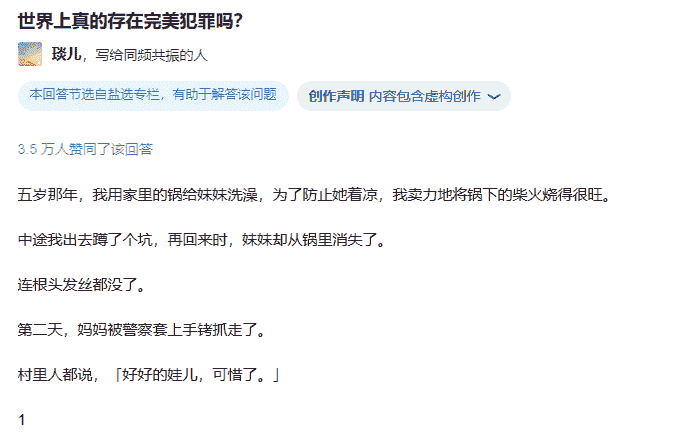 世界上真的存在完美犯罪吗？
琰儿，写给同频共振的人
本回答节选自盐选专栏，有助于解答该问题
创作声明 内容包含虚构创作
3.5 万人赞同了该回答
五岁那年，我用家里的锅给妹妹洗澡，为了防止她着凉，我卖力地将锅下的柴火烧得很旺。
中途我出去蹲了个坑，再回来时，妹妹却从锅里消失了。
连根头发丝都没了。
第二天，妈妈被警察套上手铐抓走了。
村里人都说，「好好的娃儿，可惜了。」
1